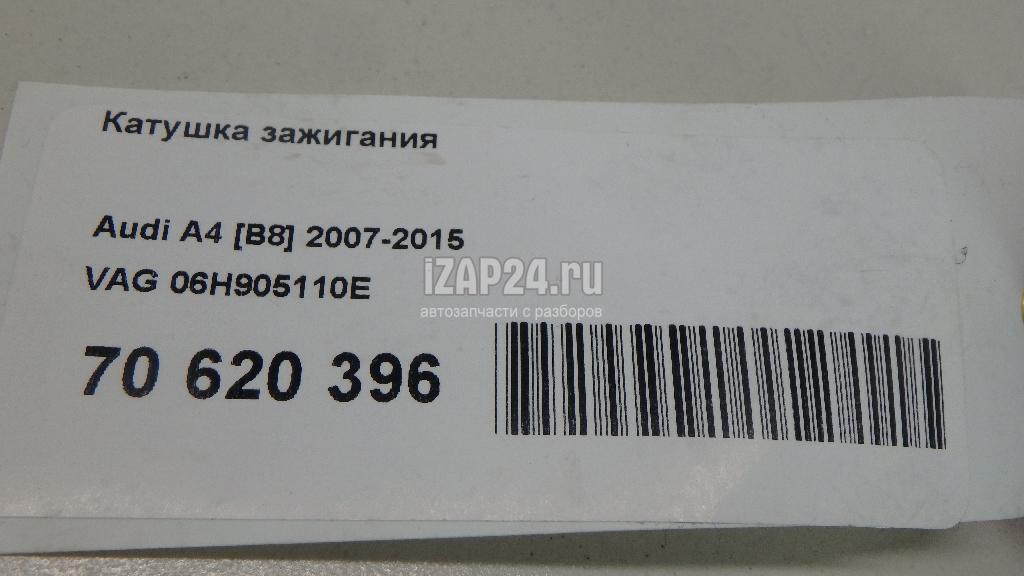 Катушка зажигания
Audi A4 [B8] 2007-2015
VAG 06H905110E
iZAP24.ru
автозапчасти с разборов
70 620 396